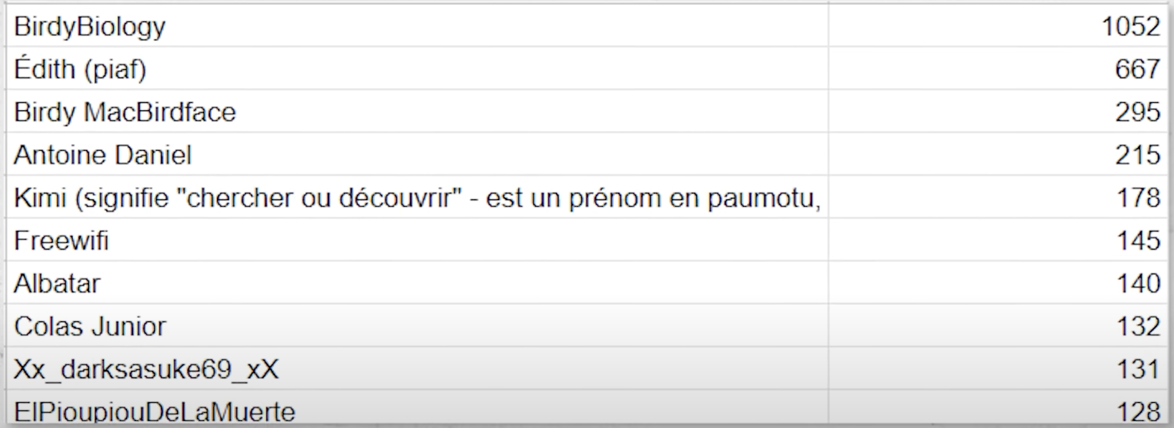 BirdyBiology 1052
Édith (piaf) 667
Birdy MacBirdface 295
Antoine Daniel 215
Kimi (signifie "chercher ou découvrir" - est un prénom en paumotu, 178
Freewifi 145
Albatar 140
Colas Junior 132
Xx_darksasuke69_xX 131
ElPioupiouDeLaMuerte 128